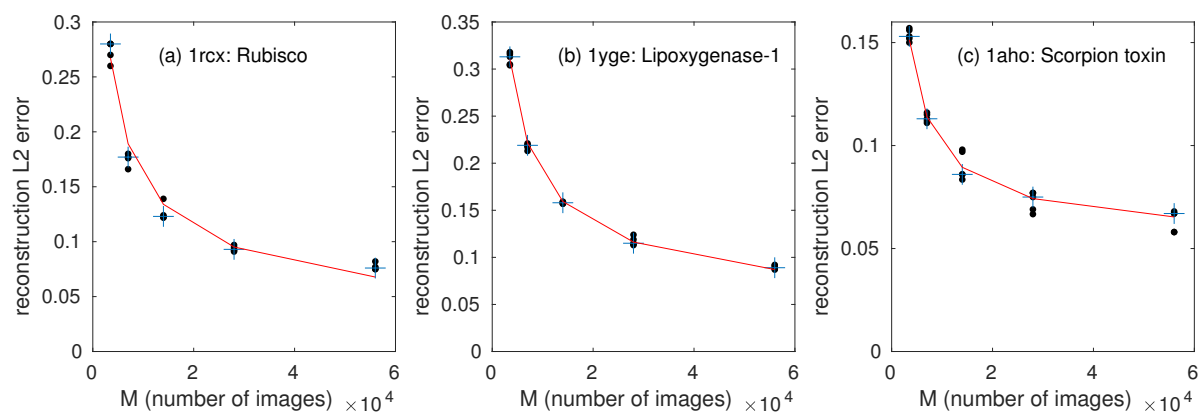 (a) 1rcx: Rubisco
reconstruction L2 error
0.3
0.25
0.2
0.15
0.1
0.05
0
0 2 4 6
M (number of images) ×10^4
(b) 1yge: Lipoxygenase-1
reconstruction L2 error
0.35
0.3
0.25
0.2
0.15
0.1
0.05
0
0 2 4 6
M (number of images) ×10^4
(c) 1aho: Scorpion toxin
reconstruction L2 error
0.15
0.1
0.05
0
0 2 4 6
M (number of images) ×10^4